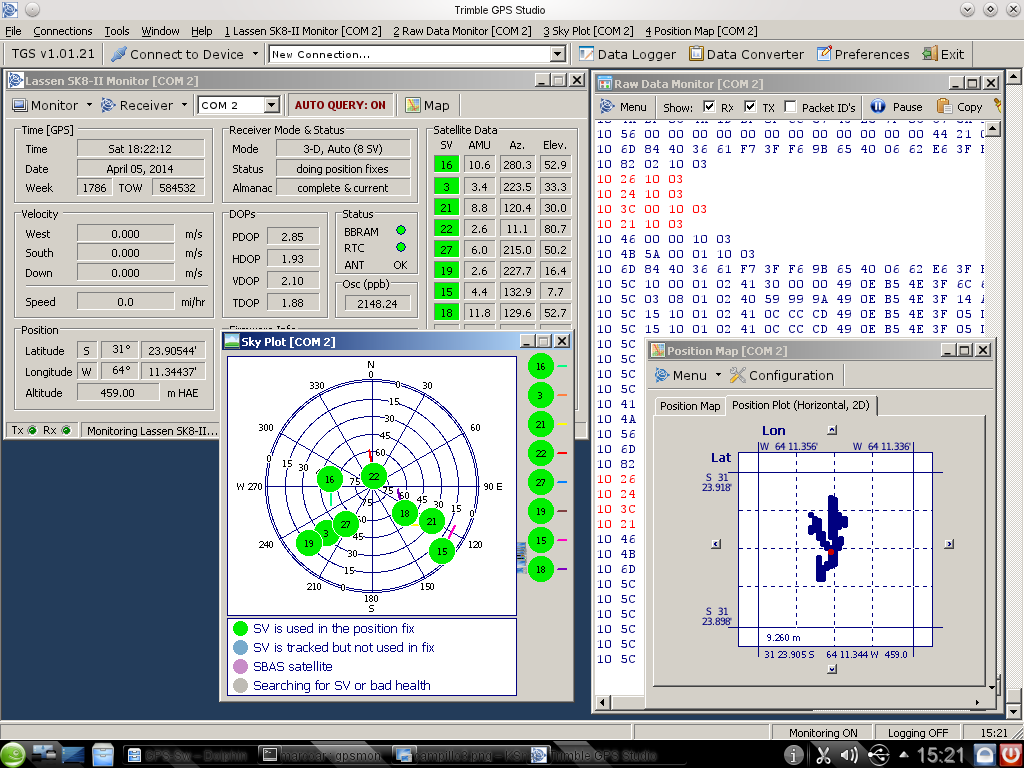 Trimble GPS Studio
File Connections Tools Window Help 1 Lassen SK8-II Monitor [COM 2] 2 Raw Data Monitor [COM 2] 3 Sky Plot [COM 2] 4 Position Map [COM 2]
TGS v1.01.21 Connect to Device New Connection... Data Logger Data Converter Preferences Exit
Lassen SK8-II Monitor [COM 2]
Monitor Receiver COM 2 AUTO QUERY: ON Map
Time [GPS]
Time Sat 18:22:12
Date April 05, 2014
Week 1786 TOW 584532
Receiver Mode & Status
Mode 3-D, Auto (8 SV)
Status doing position fixes
Almanac complete & current
Satellite Data
SV AMU Az. Elev.
16 10.6 280.3 52.9
3 3.4 223.5 33.3
21 8.8 120.4 30.0
22 2.6 11.1 80.7
27 6.0 215.0 50.2
19 2.6 227.7 16.4
15 4.4 132.9 7.7
18 11.8 129.6 52.7
Velocity
West 0.000 m/s
South 0.000 m/s
Down 0.000 m/s
Speed 0.0 mi/hr
DOPs
PDOP 2.85
HDOP 1.93
VDOP 2.10
TDOP 1.88
Status
BBRAM
RTC
ANT OK
Osc (ppb)
2148.24
Position
Latitude S 31° 23.90544'
Longitude W 64° 11.34437'
Altitude 459.00 m HAE
Tx Rx Monitoring Lassen SK8-II...
Sky Plot [COM 2]
N
0
330 30
300 60
W 270 90 E
240 120
210 150
180
S
0 15 30 45 60 75
75 60 45 30 15 0
16
3
21
22
27
19
15
18
SV is used in the position fix
SV is tracked but not used in fix
SBAS satellite
Searching for SV or bad health
Raw Data Monitor [COM 2]
Menu Show: RX TX Packet ID's Pause Copy
10 56 00 00 00 00 00 00 00 00 00 00 00 00 44 21
10 6D 84 40 36 61 F7 3F F6 9B 65 40 06 62 E6 3F
10 82 02 10 03
10 26 10 03
10 24 10 03
10 3C 00 10 03
10 21 10 03
10 46 00 00 10 03
10 4B 5A 00 01 10 03
10 6D 84 40 36 61 F7 3F F6 9B 65 40 06 62 E6 3F
10 5C 10 00 01 02 41 30 00 00 49 0E B5 4E 3F 6C
10 5C 03 08 01 02 40 59 99 9A 49 0E B5 4E 3F 14
10 5C 15 10 01 02 41 0C CC CD 49 0E B5 4E 3F 05
10 5C 15 10 01 02 41 0C CC CD 49 0E B5 4E 3F 05
10 5C
10 5C
10 5C
10 5C
10 41
10 4A
10 56
10 6D
10 82
10 26
10 24
10 3C
10 21
10 46
10 4B
10 6D
10 5C
10 5C
10 5C
10 5C
10 5C
10 5C
Position Map [COM 2]
Menu Configuration
Position Map Position Plot (Horizontal, 2D)
Lon
W 64 11.356' W 64 11.336'
Lat
S 31
23.918'
S 31
23.898'
9.260 m
31 23.905 S 64 11.344 W 459.0
Monitoring ON Logging OFF 15:21
GPS Sw – Dolphin
Trimble GPS Studio
15:21